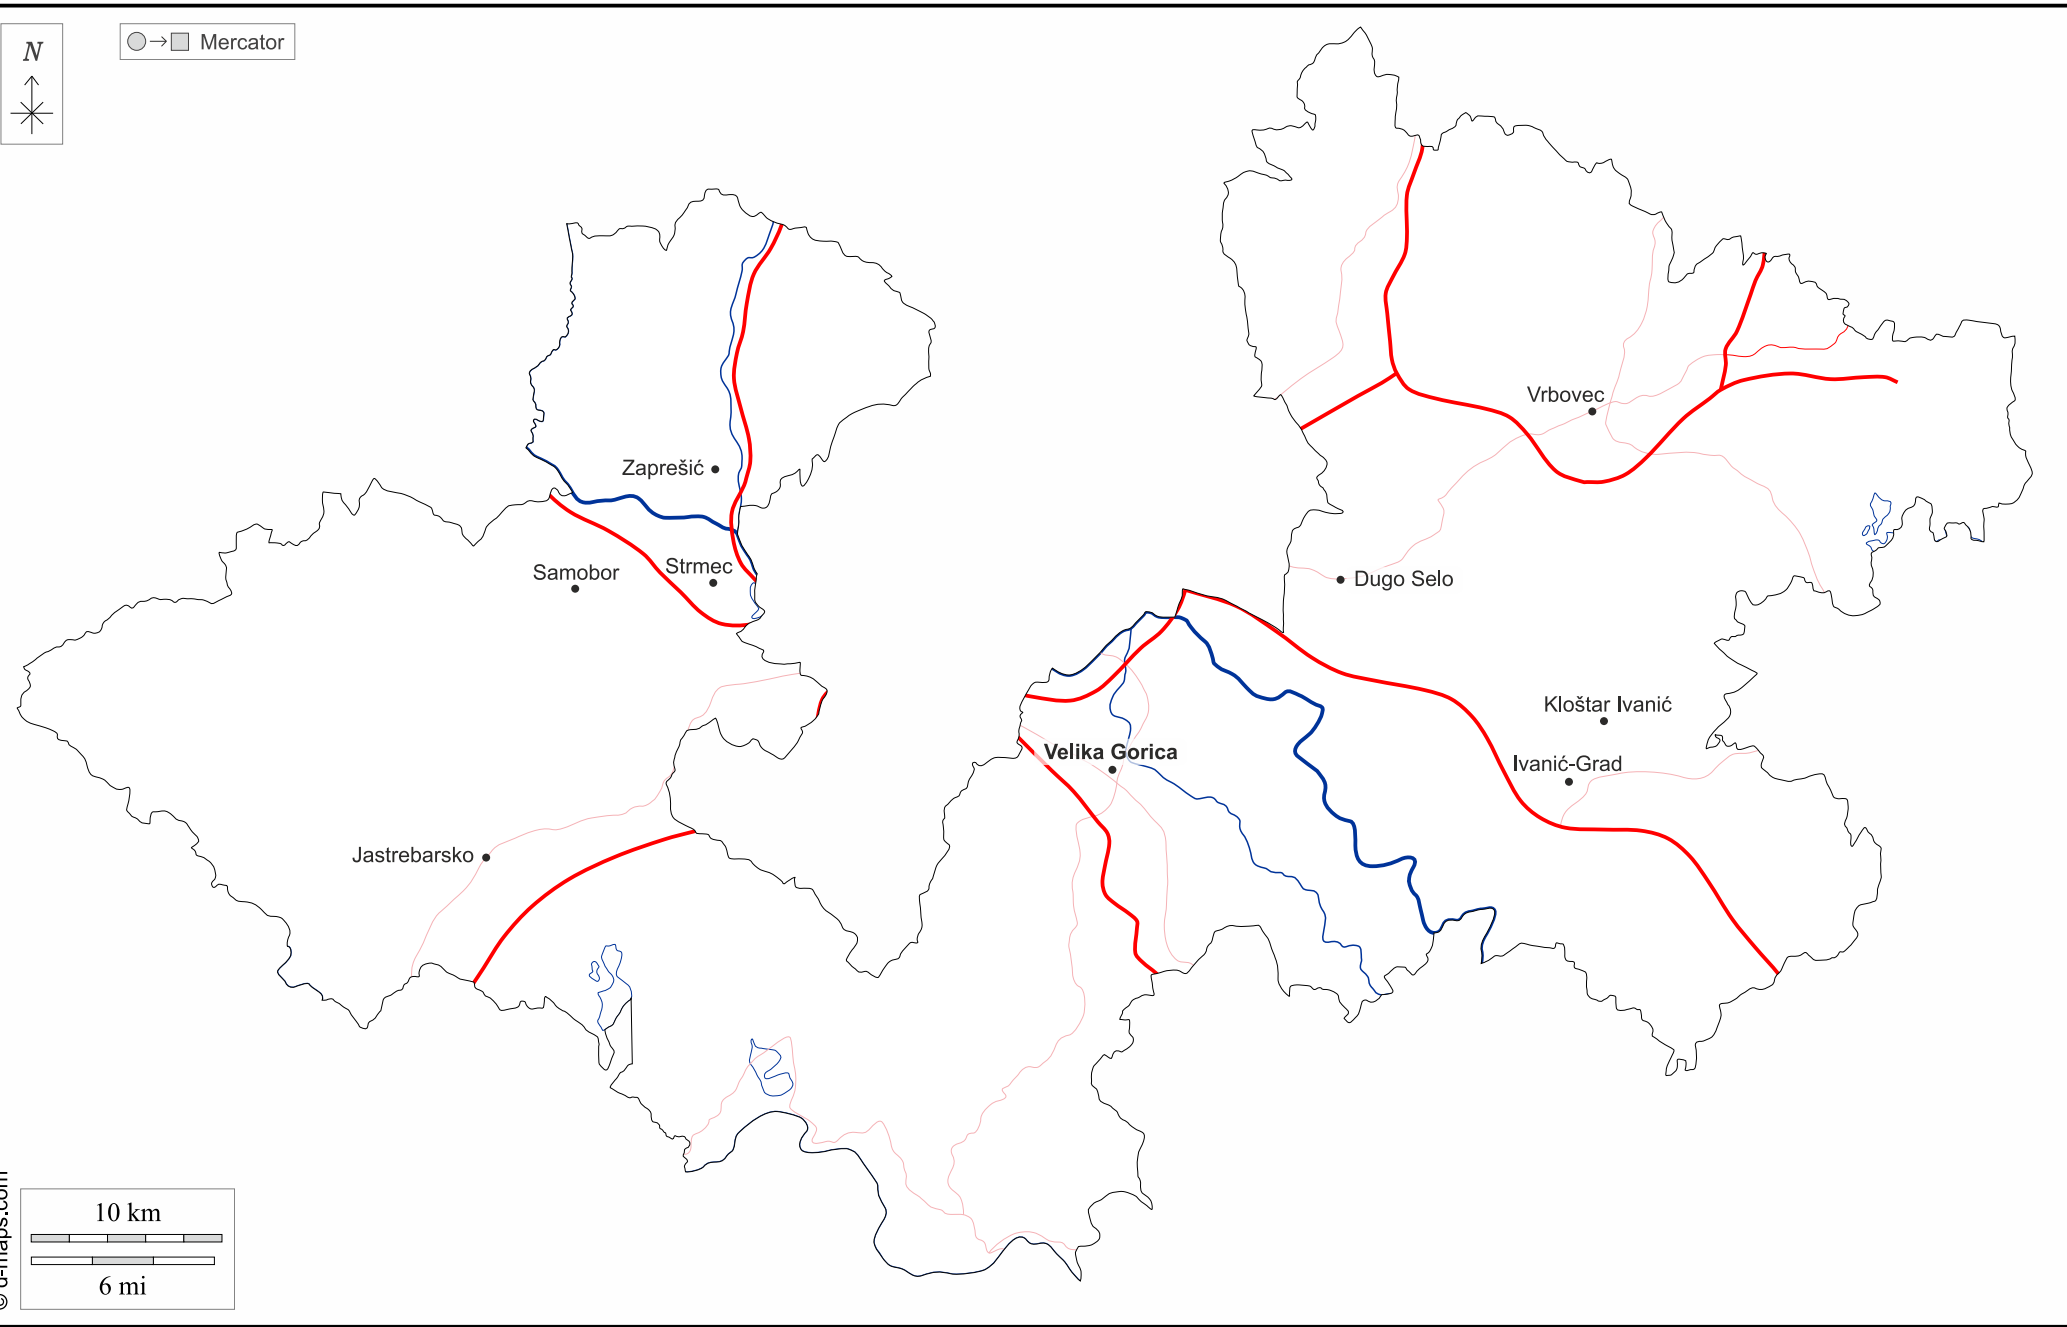 N
Mercator
Zaprešić
Vrbovec
Samobor
Strmec
Dugo Selo
Kloštar Ivanić
Velika Gorica
Ivanić-Grad
Jastrebarsko
10 km
6 mi
© d-maps.com